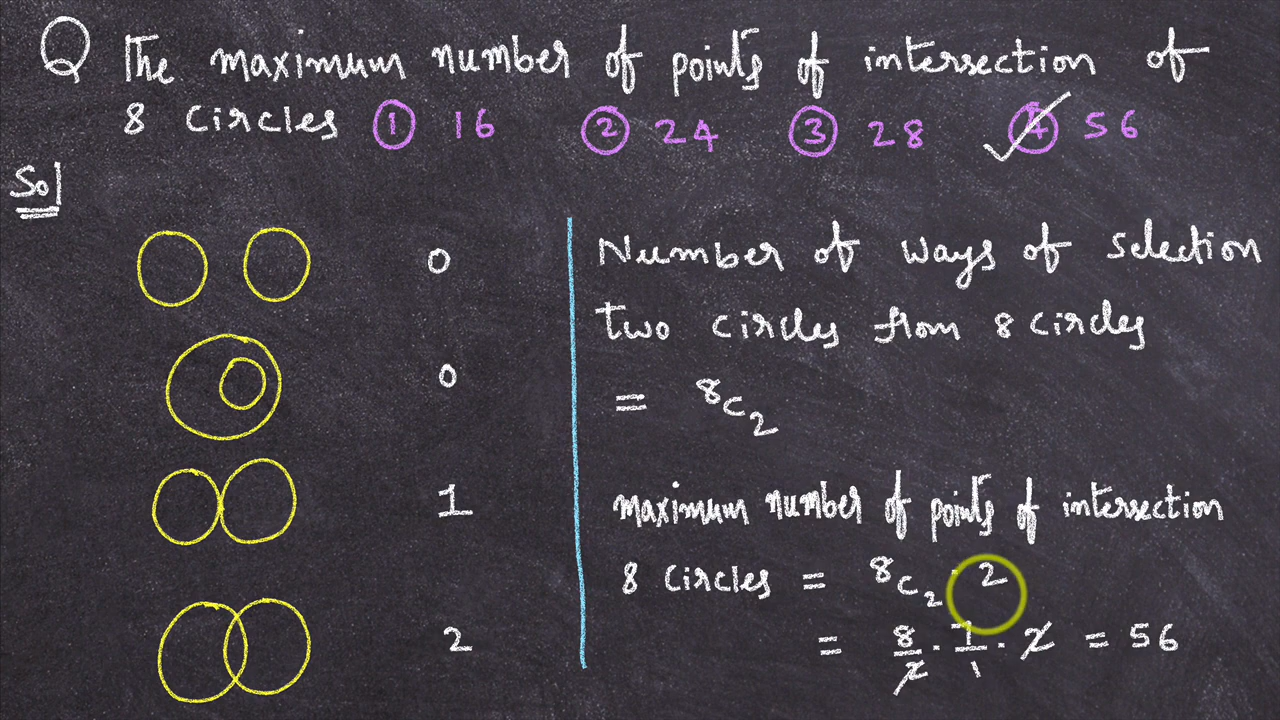 Q The maximum number of points of intersection of
8 circles ① 16 ② 24 ③ 28 ④ 56
Sol
0
0
1
2
Number of ways of selection
two circles from 8 circles
= ⁸C₂
maximum number of points of intersection
8 circles = ⁸C₂ 2
= 8/2 · 7/1 · 2 = 56